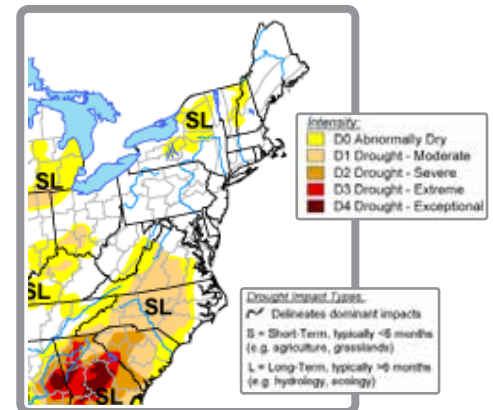 SL
Intensity:
D0 Abnormally Dry
D1 Drought - Moderate
D2 Drought - Severe
D3 Drought - Extreme
D4 Drought - Exceptional
SL
SL
SL
Drought Impact Types:
Delineates dominant impacts
S = Short-Term, typically <6 months
(e.g. agriculture, grasslands)
L = Long-Term, typically >6 months
(e.g. hydrology, ecology)
SL